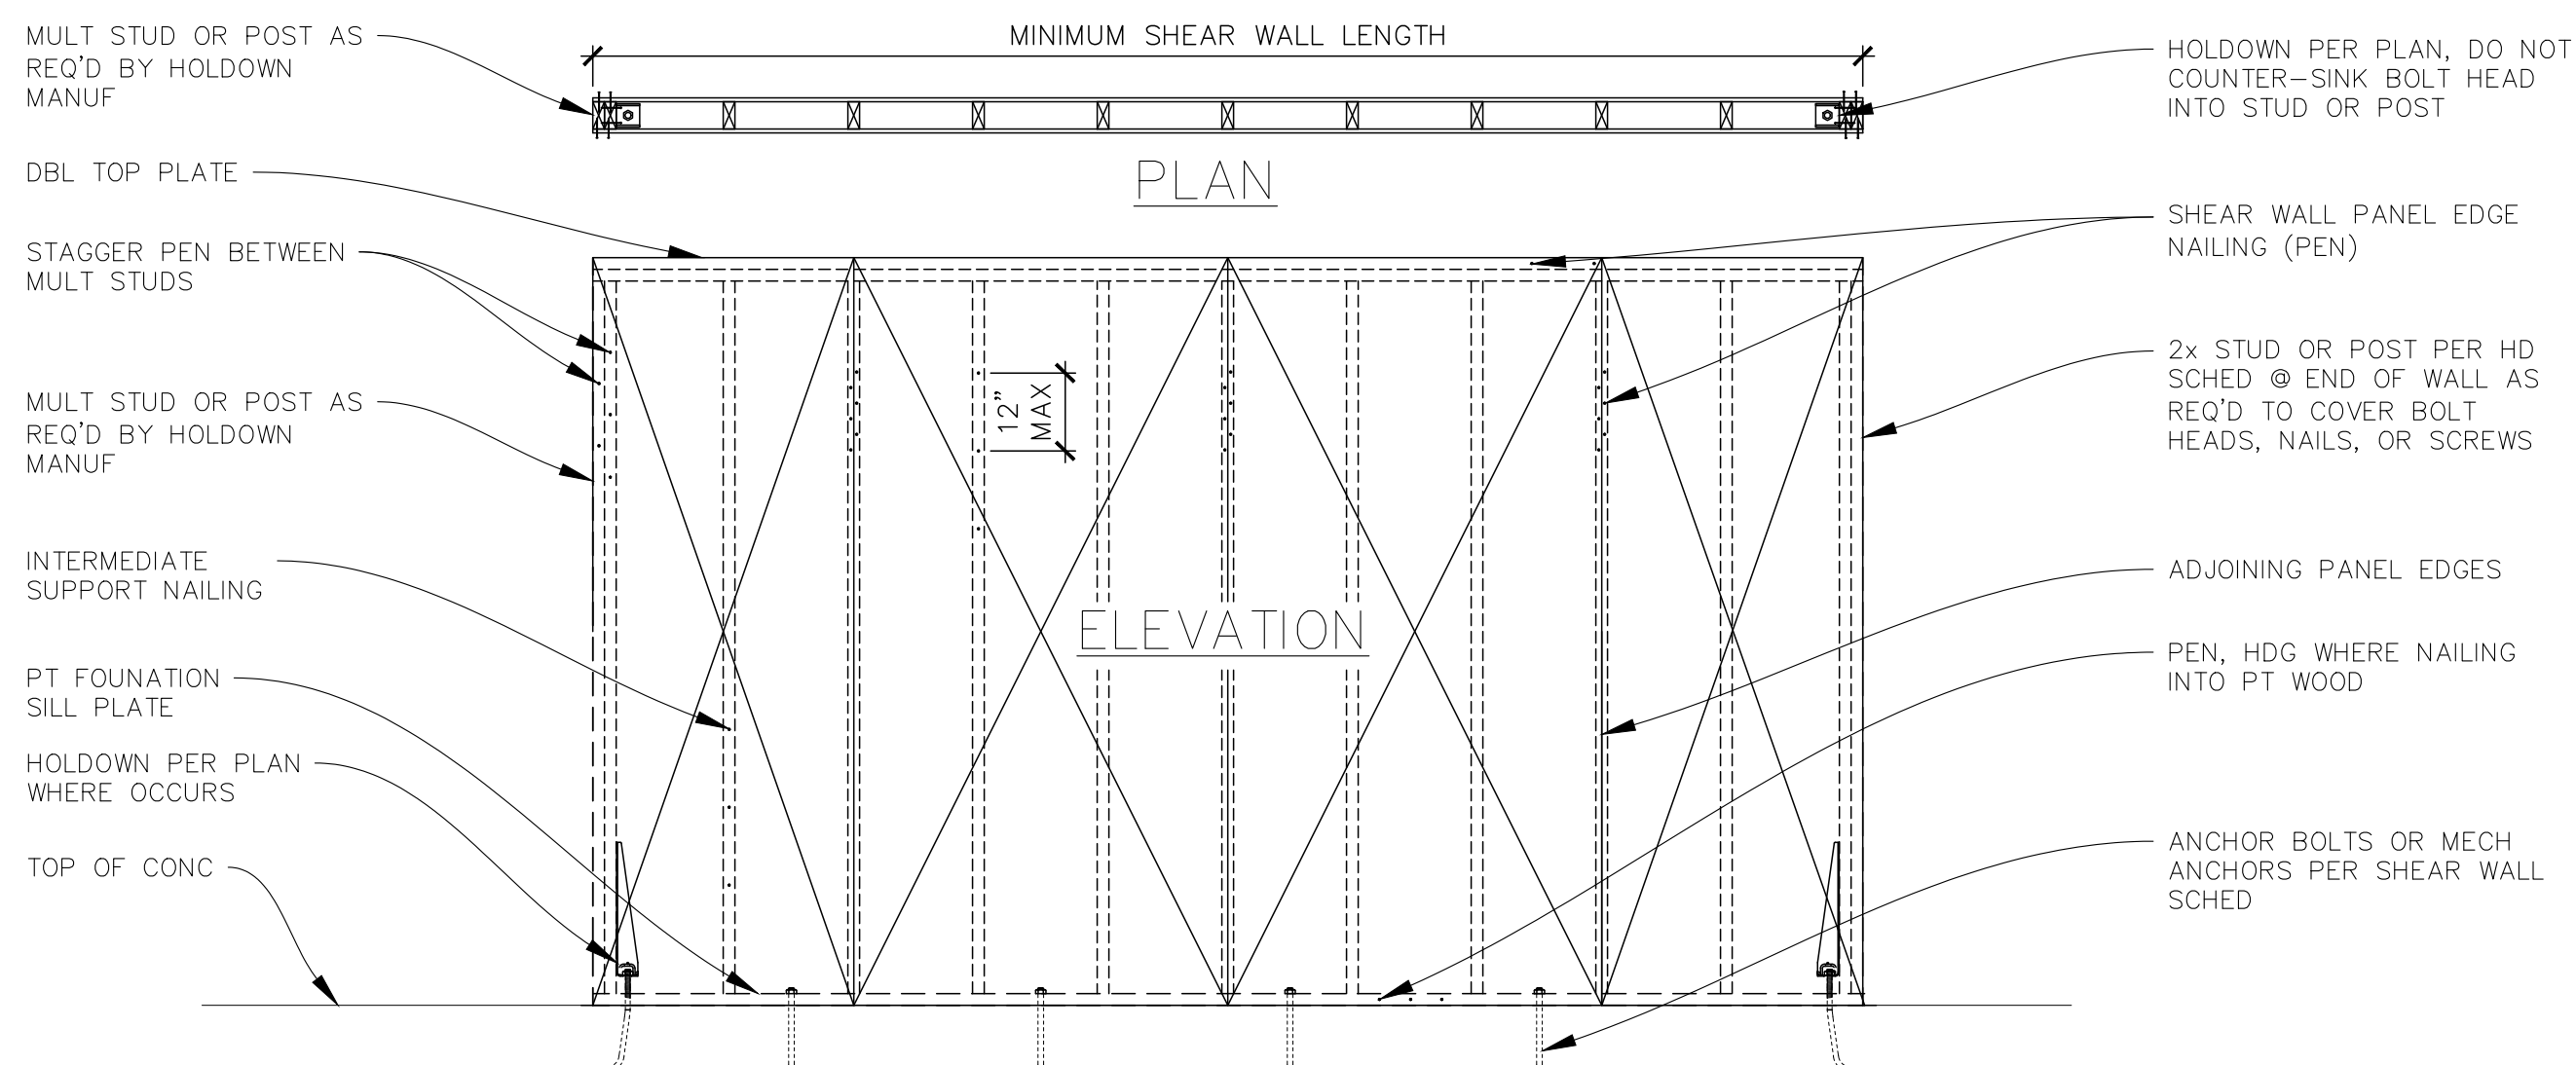 MINIMUM SHEAR WALL LENGTH
MULT STUD OR POST AS
REQ'D BY HOLDOWN
MANUF
HOLDOWN PER PLAN, DO NOT
COUNTER-SINK BOLT HEAD
INTO STUD OR POST
PLAN
DBL TOP PLATE
STAGGER PEN BETWEEN
MULT STUDS
MULT STUD OR POST AS
REQ'D BY HOLDOWN
MANUF
INTERMEDIATE
SUPPORT NAILING
PT FOUNATION
SILL PLATE
HOLDOWN PER PLAN
WHERE OCCURS
TOP OF CONC
12"
MAX
ELEVATION
SHEAR WALL PANEL EDGE
NAILING (PEN)
2x STUD OR POST PER HD
SCHED @ END OF WALL AS
REQ'D TO COVER BOLT
HEADS, NAILS, OR SCREWS
ADJOINING PANEL EDGES
PEN, HDG WHERE NAILING
INTO PT WOOD
ANCHOR BOLTS OR MECH
ANCHORS PER SHEAR WALL
SCHED